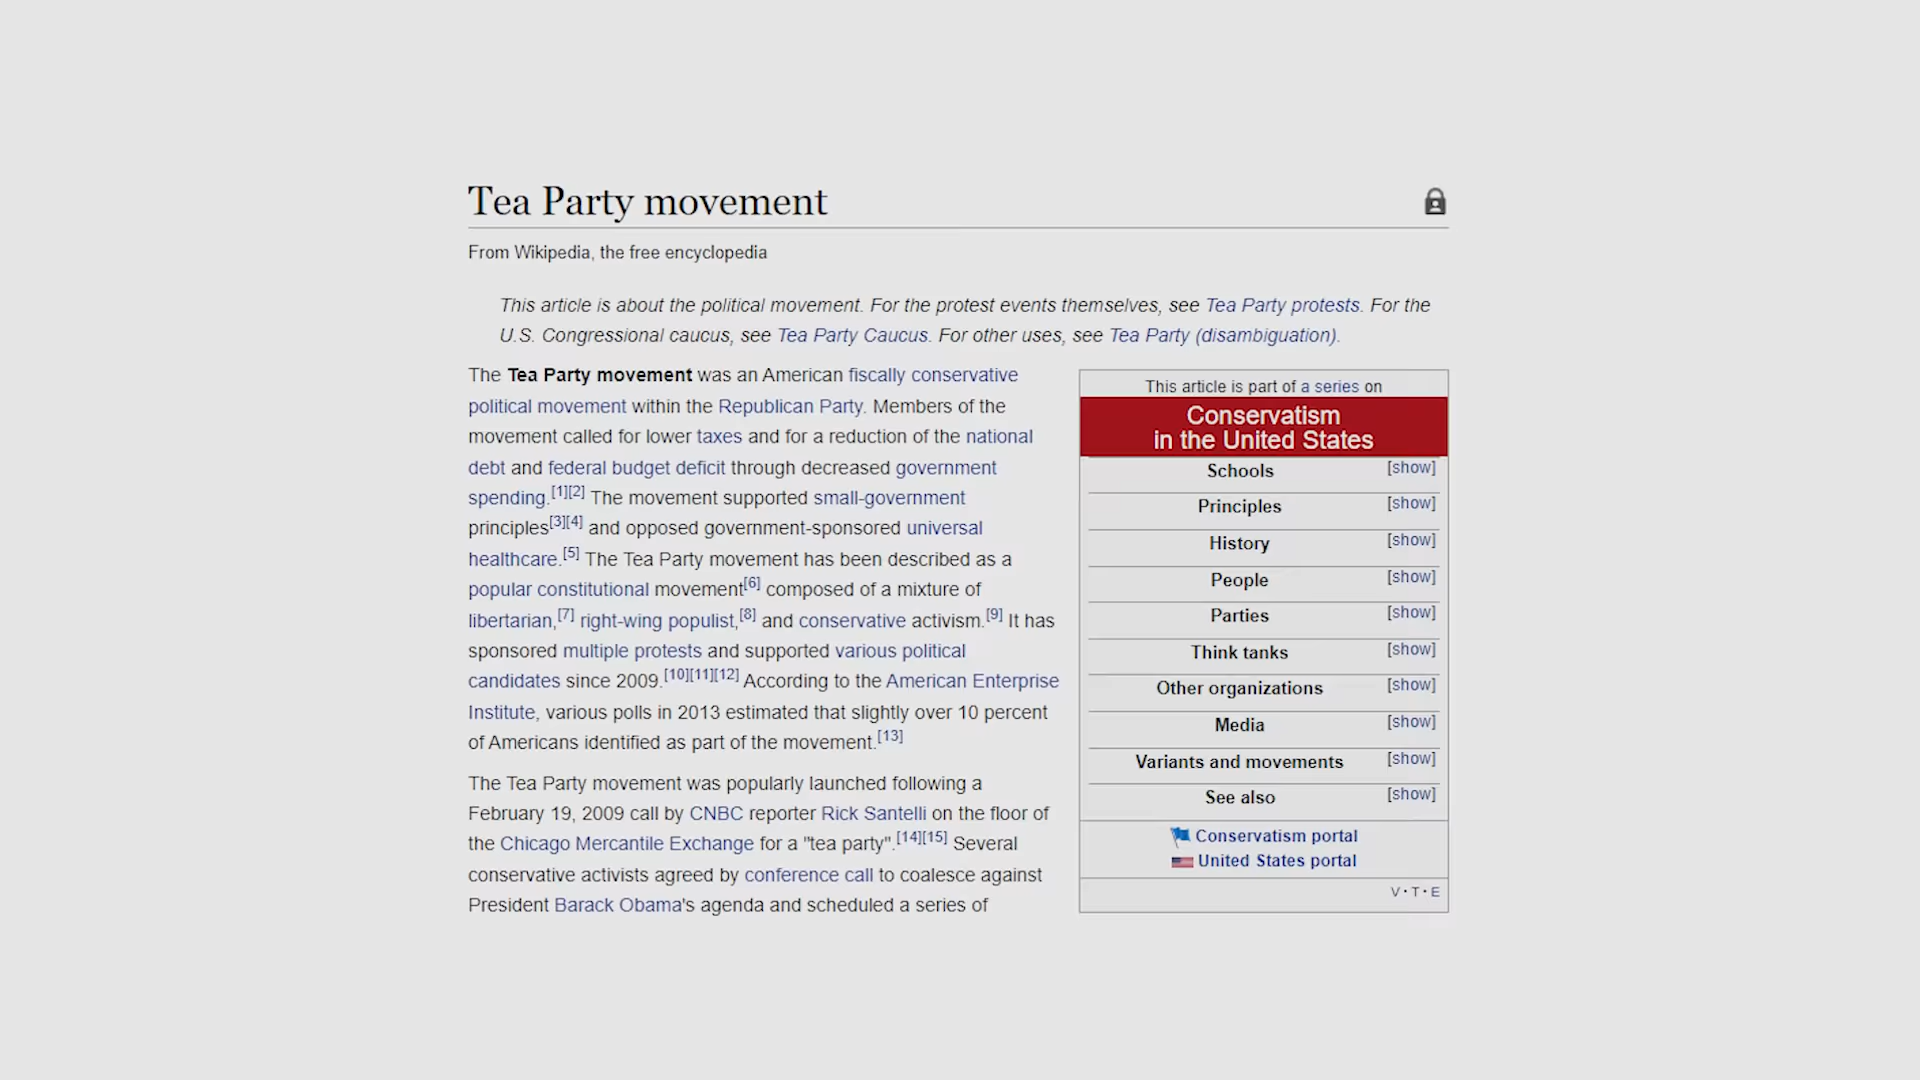 Tea Party movement
From Wikipedia, the free encyclopedia
This article is about the political movement. For the protest events themselves, see Tea Party protests. For the
U.S. Congressional caucus, see Tea Party Caucus. For other uses, see Tea Party (disambiguation).
The Tea Party movement was an American fiscally conservative
political movement within the Republican Party. Members of the
movement called for lower taxes and for a reduction of the national
debt and federal budget deficit through decreased government
spending.[1][2] The movement supported small-government
principles[3][4] and opposed government-sponsored universal
healthcare.[5] The Tea Party movement has been described as a
popular constitutional movement[6] composed of a mixture of
libertarian,[7] right-wing populist,[8] and conservative activism.[9] It has
sponsored multiple protests and supported various political
candidates since 2009.[10][11][12] According to the American Enterprise
Institute, various polls in 2013 estimated that slightly over 10 percent
of Americans identified as part of the movement.[13]
The Tea Party movement was popularly launched following a
February 19, 2009 call by CNBC reporter Rick Santelli on the floor of
the Chicago Mercantile Exchange for a "tea party".[14][15] Several
conservative activists agreed by conference call to coalesce against
President Barack Obama's agenda and scheduled a series of
This article is part of a series on
Conservatism
in the United States
Schools [show]
Principles [show]
History [show]
People [show]
Parties [show]
Think tanks [show]
Other organizations [show]
Media [show]
Variants and movements [show]
See also [show]
Conservatism portal
United States portal
V·T·E